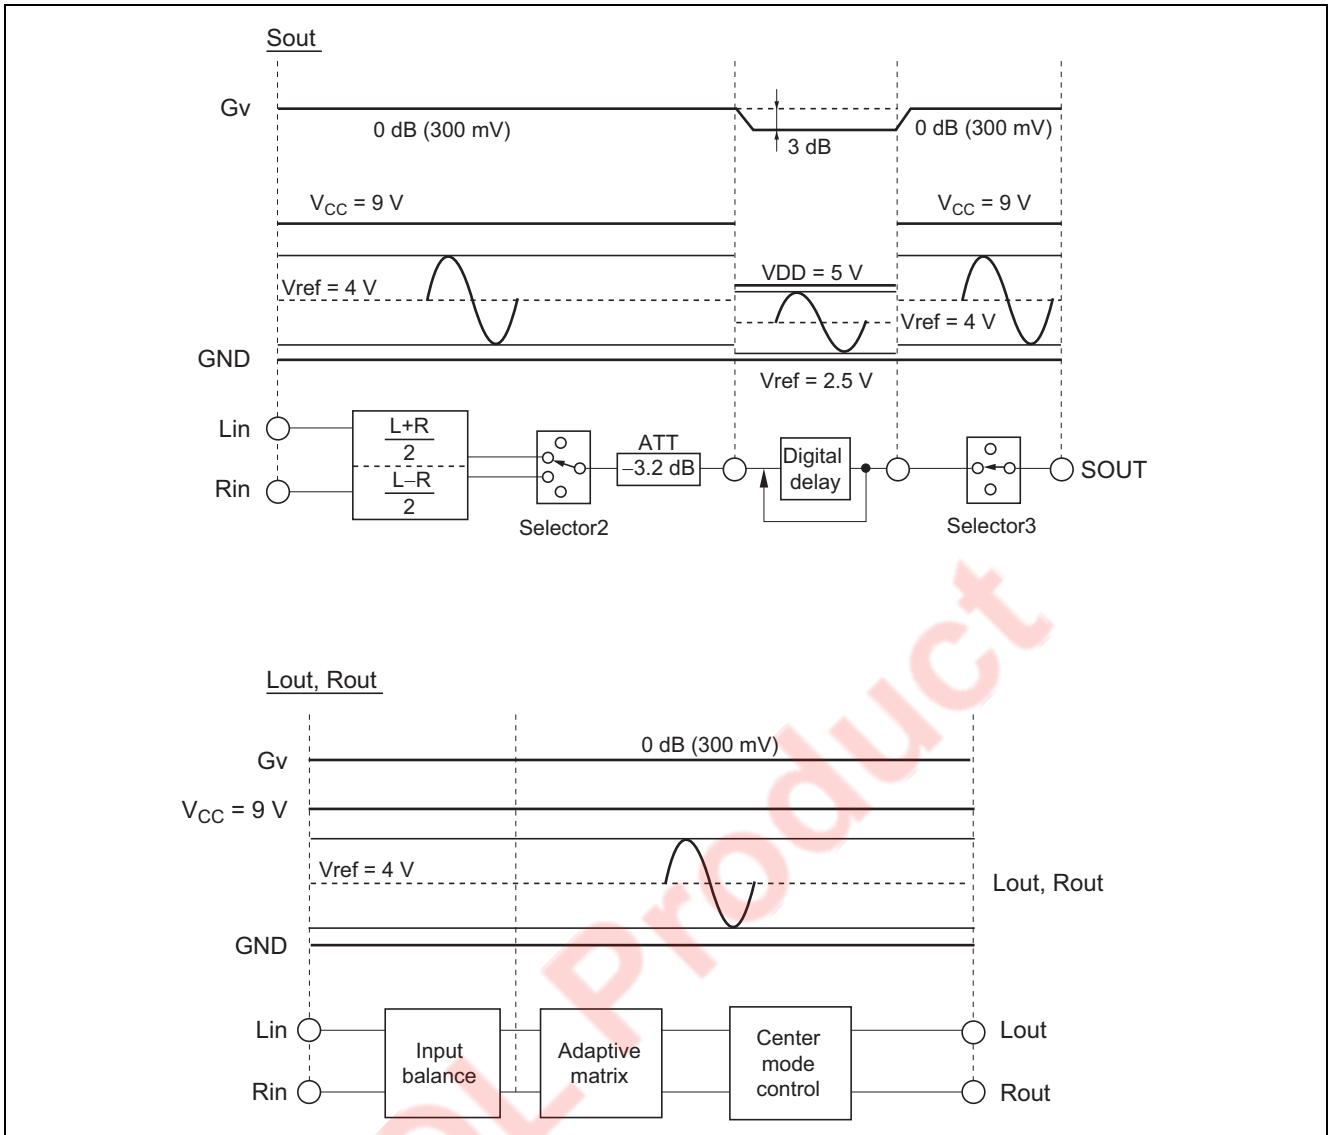 Sout
Gv
0 dB (300 mV)
3 dB
0 dB (300 mV)
VCC = 9 V
VCC = 9 V
Vref = 4 V
VDD = 5 V
Vref = 4 V
GND
Vref = 2.5 V
Lin
Rin
L+R
2
L–R
2
Selector2
ATT
–3.2 dB
Digital
delay
Selector3
SOUT
Lout, Rout
Gv
0 dB (300 mV)
VCC = 9 V
Vref = 4 V
Lout, Rout
GND
Lin
Rin
Input
balance
Adaptive
matrix
Center
mode
control
Lout
Rout
OL Product